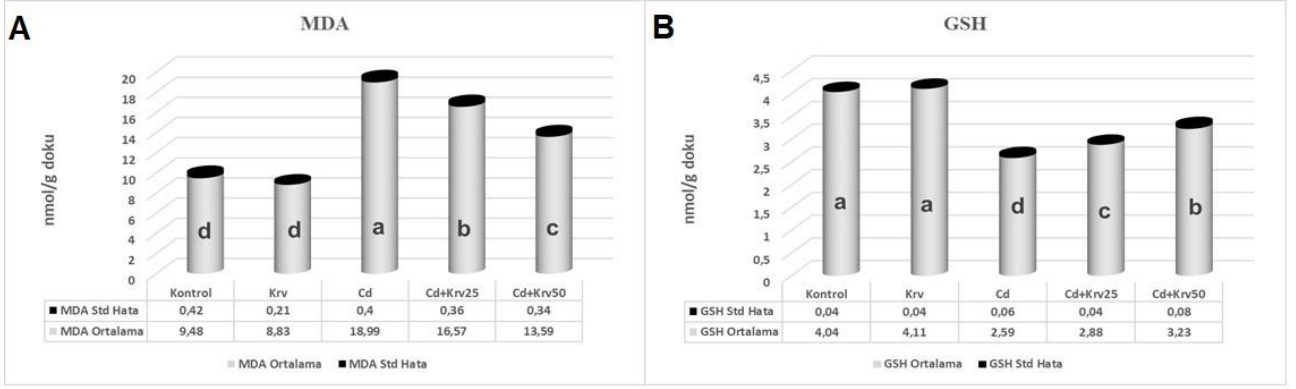 A
MDA
nmol/g doku
20
18
16
14
12
10
8
6
4
2
0
d d a b c
Kontrol Krv Cd Cd+Krv25 Cd+Krv50
MDA Std Hata 0,42 0,21 0,4 0,36 0,34
MDA Ortalama 9,48 8,83 18,99 16,57 13,59
MDA Ortalama MDA Std Hata
B
GSH
nmol/g doku
4,5
4
3,5
3
2,5
2
1,5
1
0,5
0
a a d c b
Kontrol Krv Cd Cd+Krv25 Cd+Krv50
GSH Std Hata 0,04 0,04 0,06 0,04 0,08
GSH Ortalama 4,04 4,11 2,59 2,88 3,23
GSH Ortalama GSH Std Hata